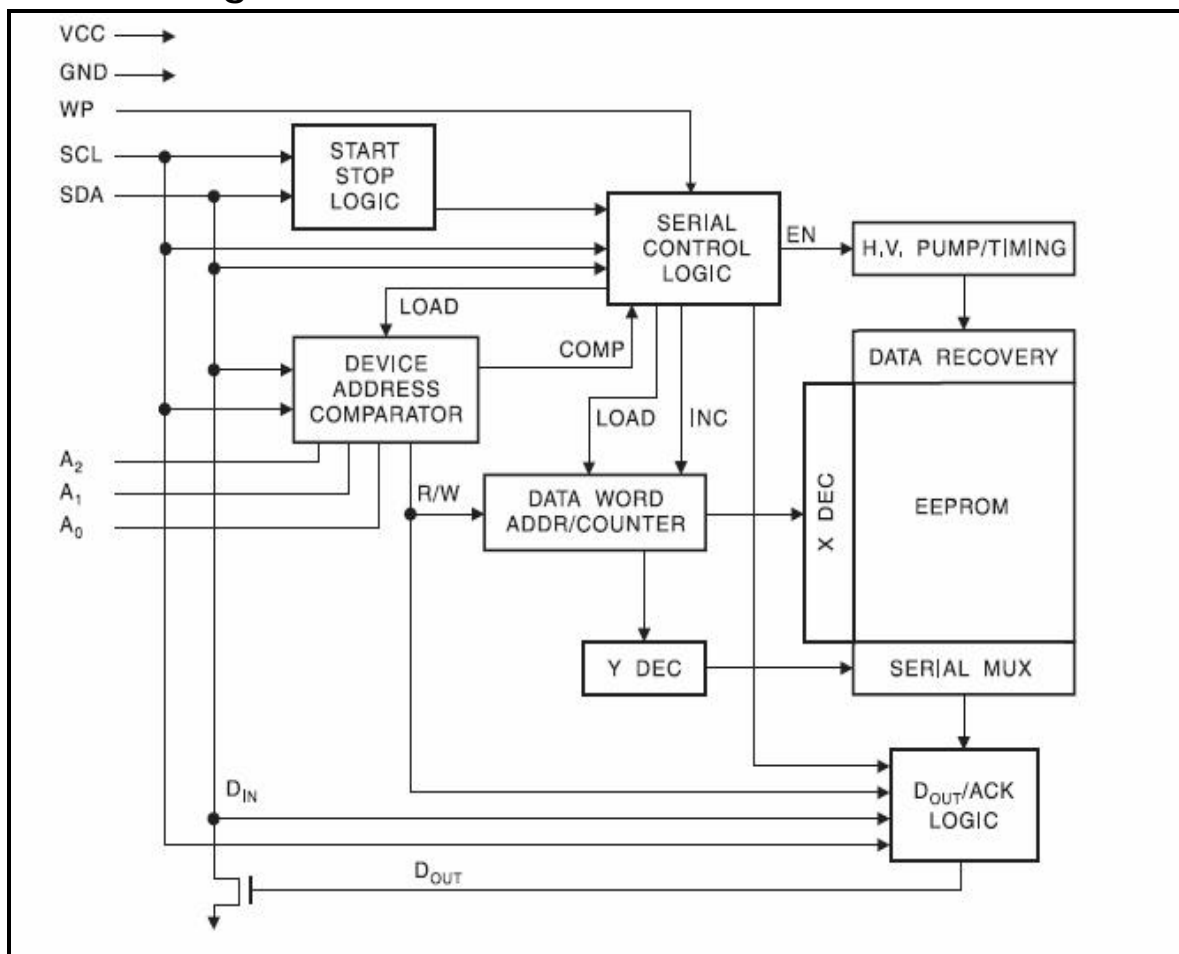 VCC
GND
WP
SCL
SDA
START
STOP
LOGIC
SERIAL
CONTROL
LOGIC
EN
H.V. PUMP/TIMING
LOAD
COMP
DEVICE
ADDRESS
COMPARATOR
DATA RECOVERY
LOAD
INC
A2
A1
A0
R/W
DATA WORD
ADDR/COUNTER
X DEC
EEPROM
Y DEC
SERIAL MUX
DIN
DOUT/ACK
LOGIC
DOUT